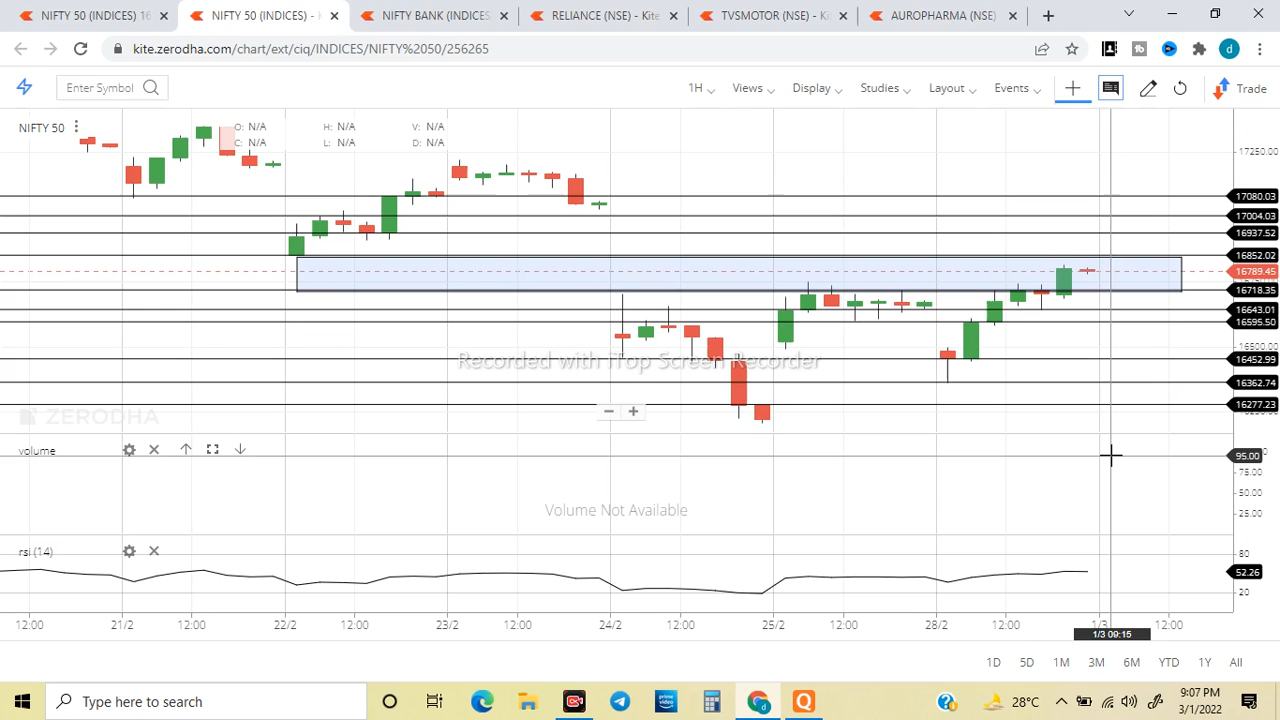 NIFTY 50 (INDICES) 16
NIFTY 50 (INDICES) - K
NIFTY BANK (INDICES
RELIANCE (NSE) - Kite
TVSMOTOR (NSE) - Ki
AUROPHARMA (NSE)
kite.zerodha.com/chart/ext/ciq/INDICES/NIFTY%2050/256265
d
Enter Symbol
1H
Views
Display
Studies
Layout
Events
Trade
NIFTY 50
O: N/A
H: N/A
V: N/A
C: N/A
L: N/A
D: N/A
17250.00
17080.03
17004.03
16937.52
16852.02
16789.45
16718.35
16643.01
16595.50
16500.00
Recorded with iTop Screen Recorder
16452.99
16362.74
16277.23
ZERODHA
volume
95.00
75.00
50.00
25.00
Volume Not Available
rsi (14)
80
52.26
20
12:00
21/2
12:00
22/2
12:00
23/2
12:00
24/2
12:00
25/2
12:00
28/2
12:00
1/3
12:00
1/3 09:15
1D
5D
1M
3M
6M
YTD
1Y
All
Type here to search
28°C
9:07 PM
3/1/2022